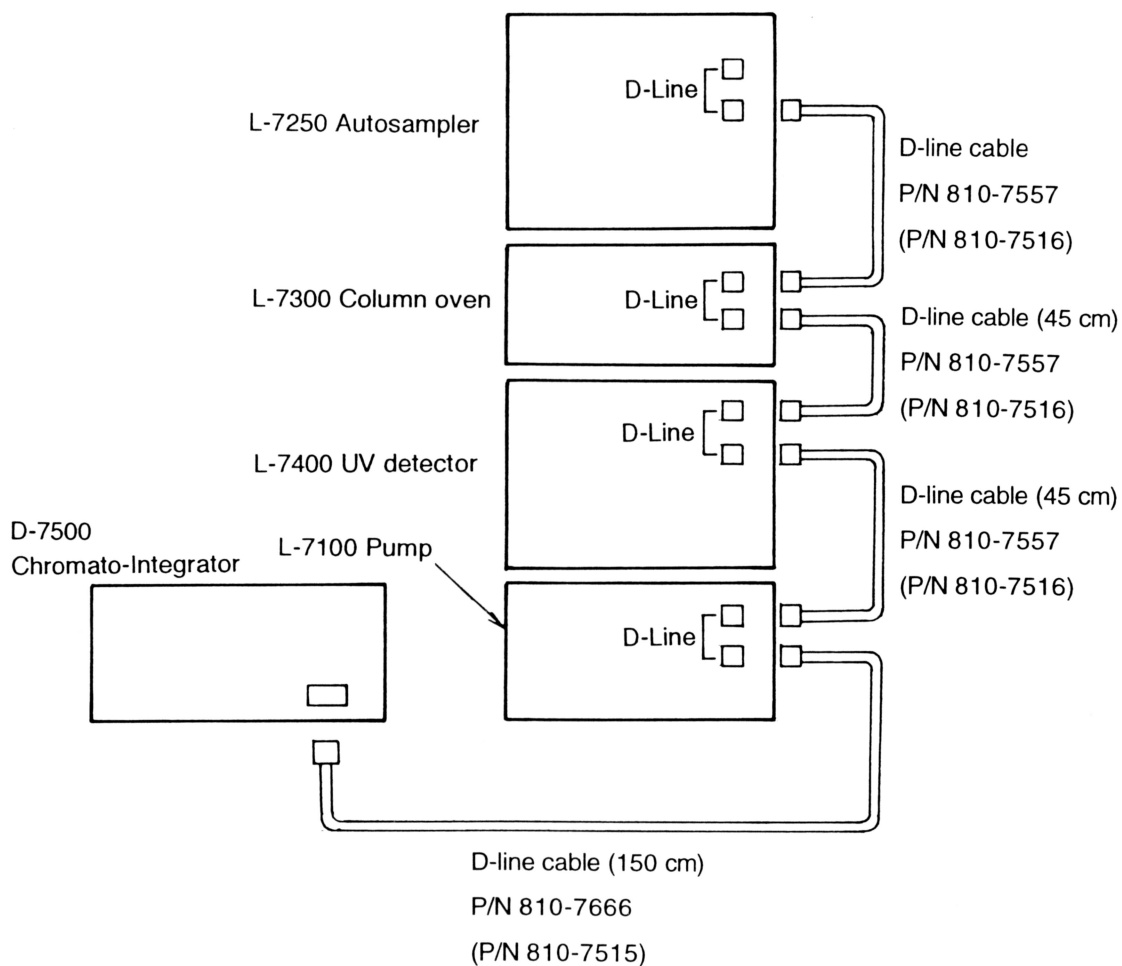 D-Line
L-7250 Autosampler
D-line cable
P/N 810-7557
(P/N 810-7516)
L-7300 Column oven
D-Line
D-line cable (45 cm)
P/N 810-7557
(P/N 810-7516)
D-Line
L-7400 UV detector
D-line cable (45 cm)
P/N 810-7557
(P/N 810-7516)
D-7500
Chromato-Integrator
L-7100 Pump
D-Line
D-line cable (150 cm)
P/N 810-7666
(P/N 810-7515)